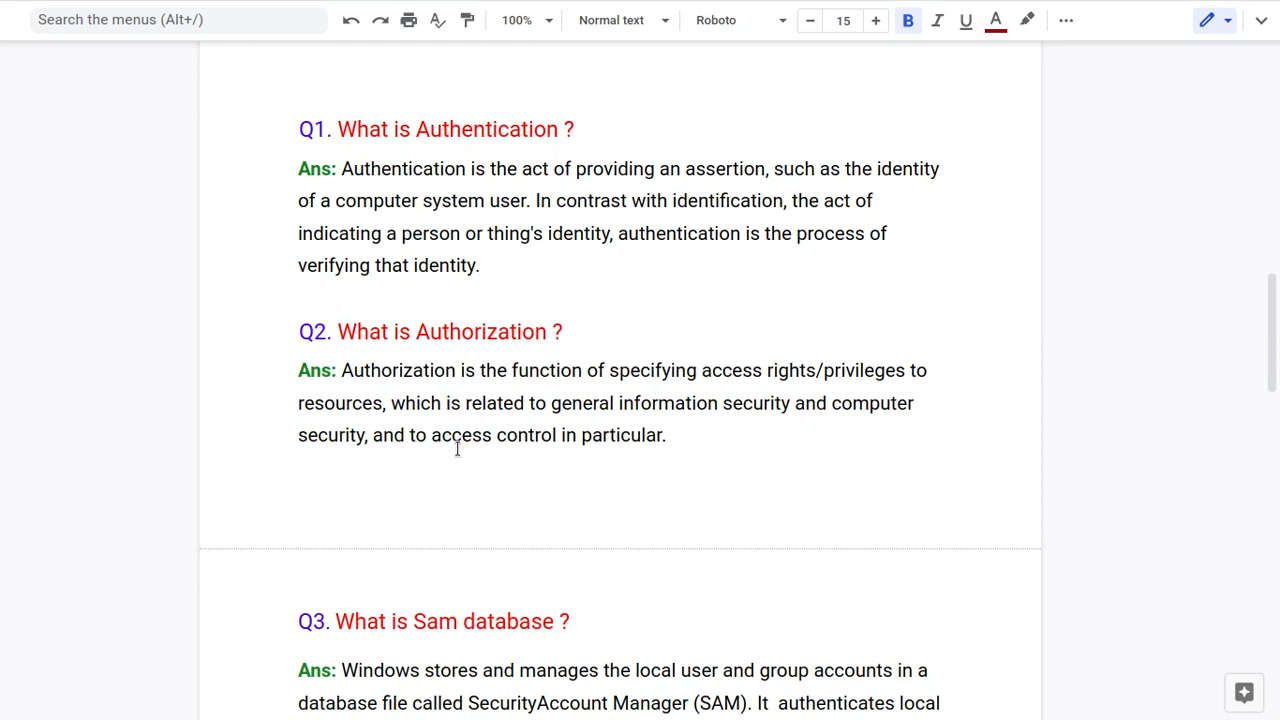 Search the menus (Alt+/)
100%
Normal text
Roboto
15
B I U A
Q1. What is Authentication ?
Ans: Authentication is the act of providing an assertion, such as the identity
of a computer system user. In contrast with identification, the act of
indicating a person or thing's identity, authentication is the process of
verifying that identity.
Q2. What is Authorization ?
Ans: Authorization is the function of specifying access rights/privileges to
resources, which is related to general information security and computer
security, and to access control in particular.
Q3. What is Sam database ?
Ans: Windows stores and manages the local user and group accounts in a
database file called SecurityAccount Manager (SAM). It  authenticates local